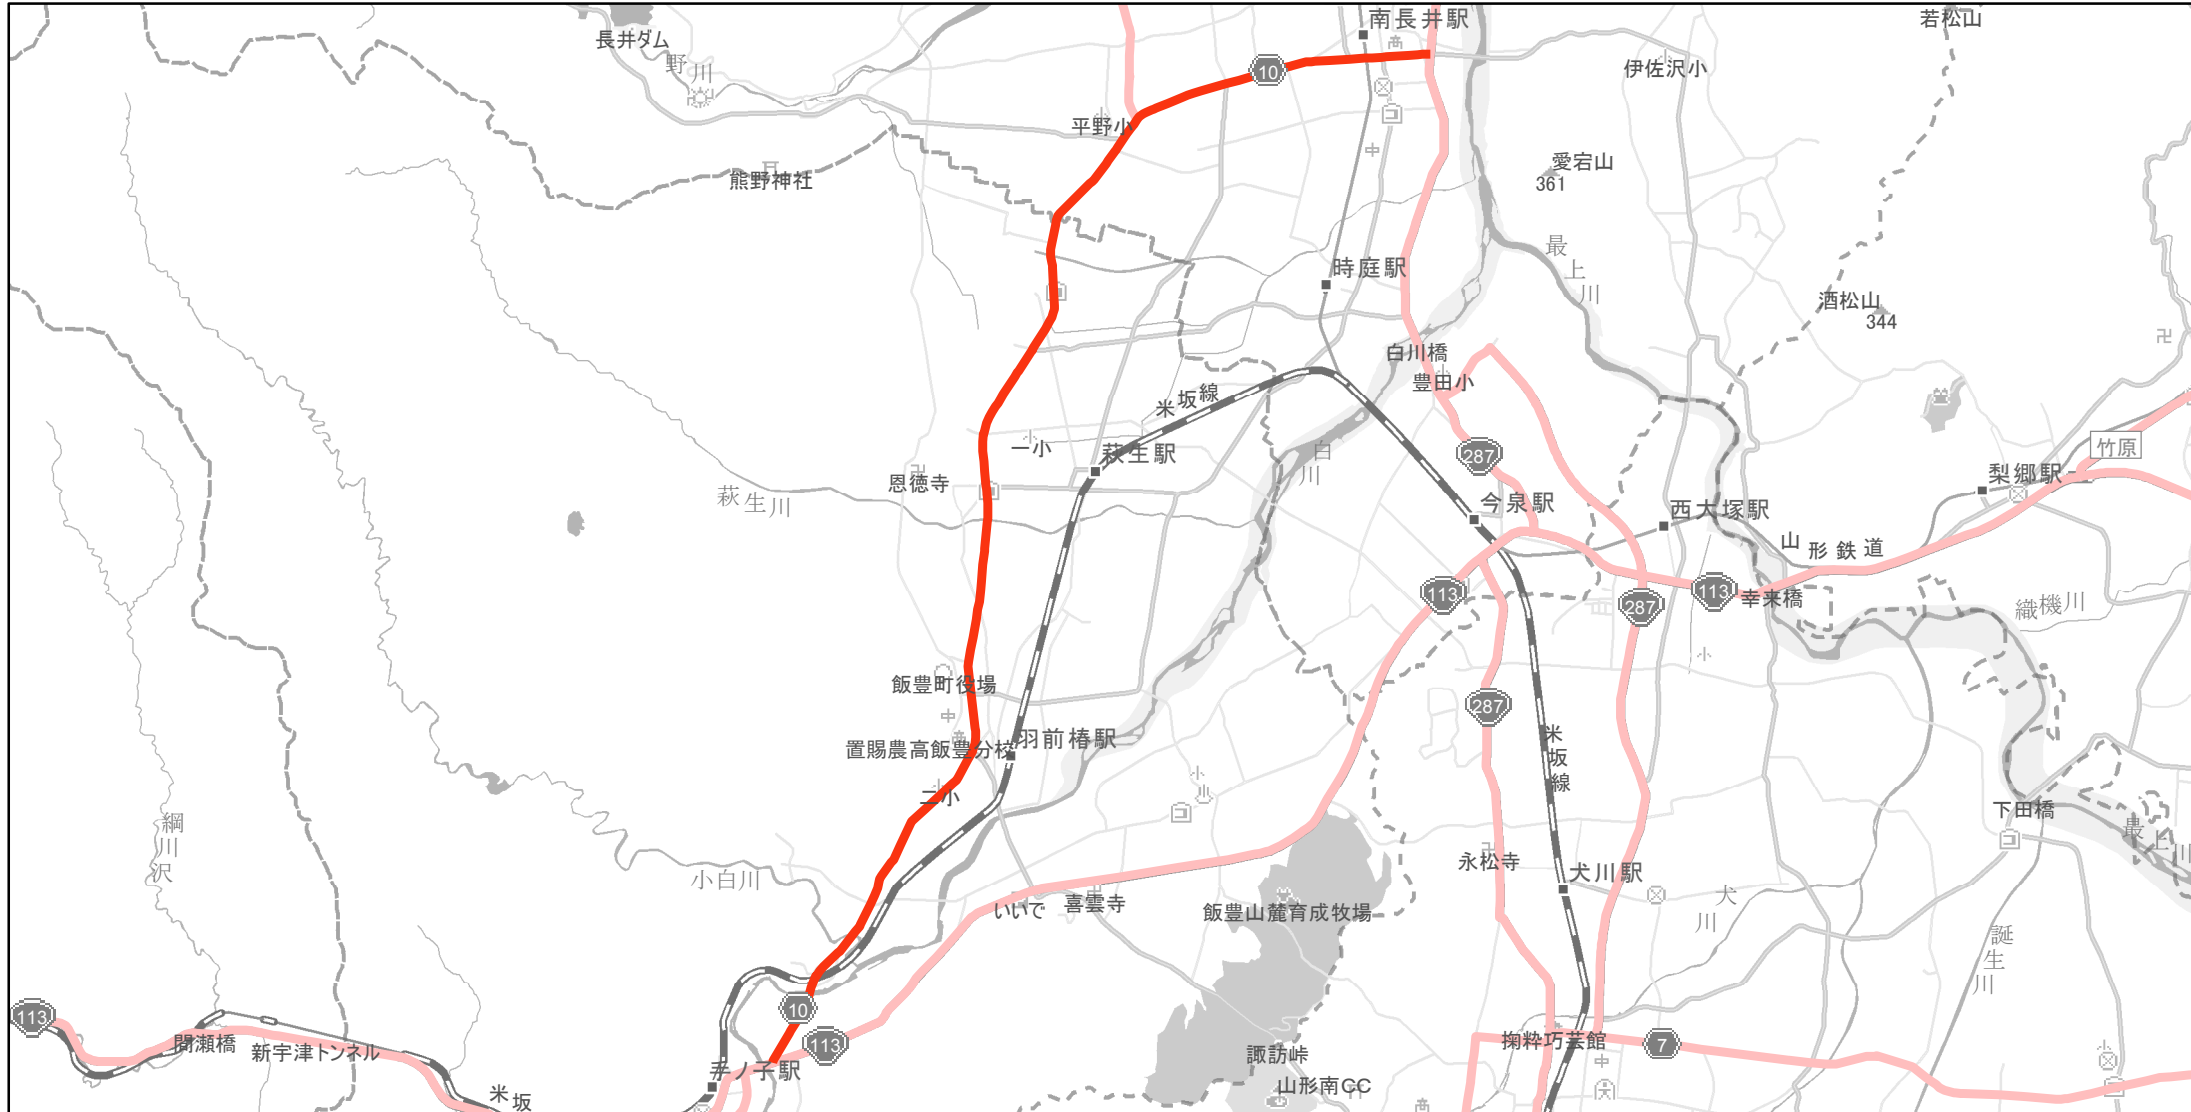 南長井駅
若松山
長井ダム
野川
伊佐沢小
10
平野小
愛宕山
361
熊野神社
最上川
時庭駅
酒松山
344
白川橋
豊田小
米坂線
竹原
一小
萩生駅
白川
287
梨郷駅
恩徳寺
萩生川
今泉駅
西大塚駅
山形鉄道
113
113
287
幸来橋
織機川
飯豊町役場
287
置賜農高飯豊分校
羽前椿駅
米坂線
二小
下田橋
綱川沢
最上川
小白川
永松寺
犬川駅
いいで
喜雲寺
飯豊山麓育成牧場
犬川
誕生川
113
10
間瀬橋
新宇津トンネル
113
手ノ子駅
諏訪峠
掬粋巧芸館
7
山形南CC
米坂